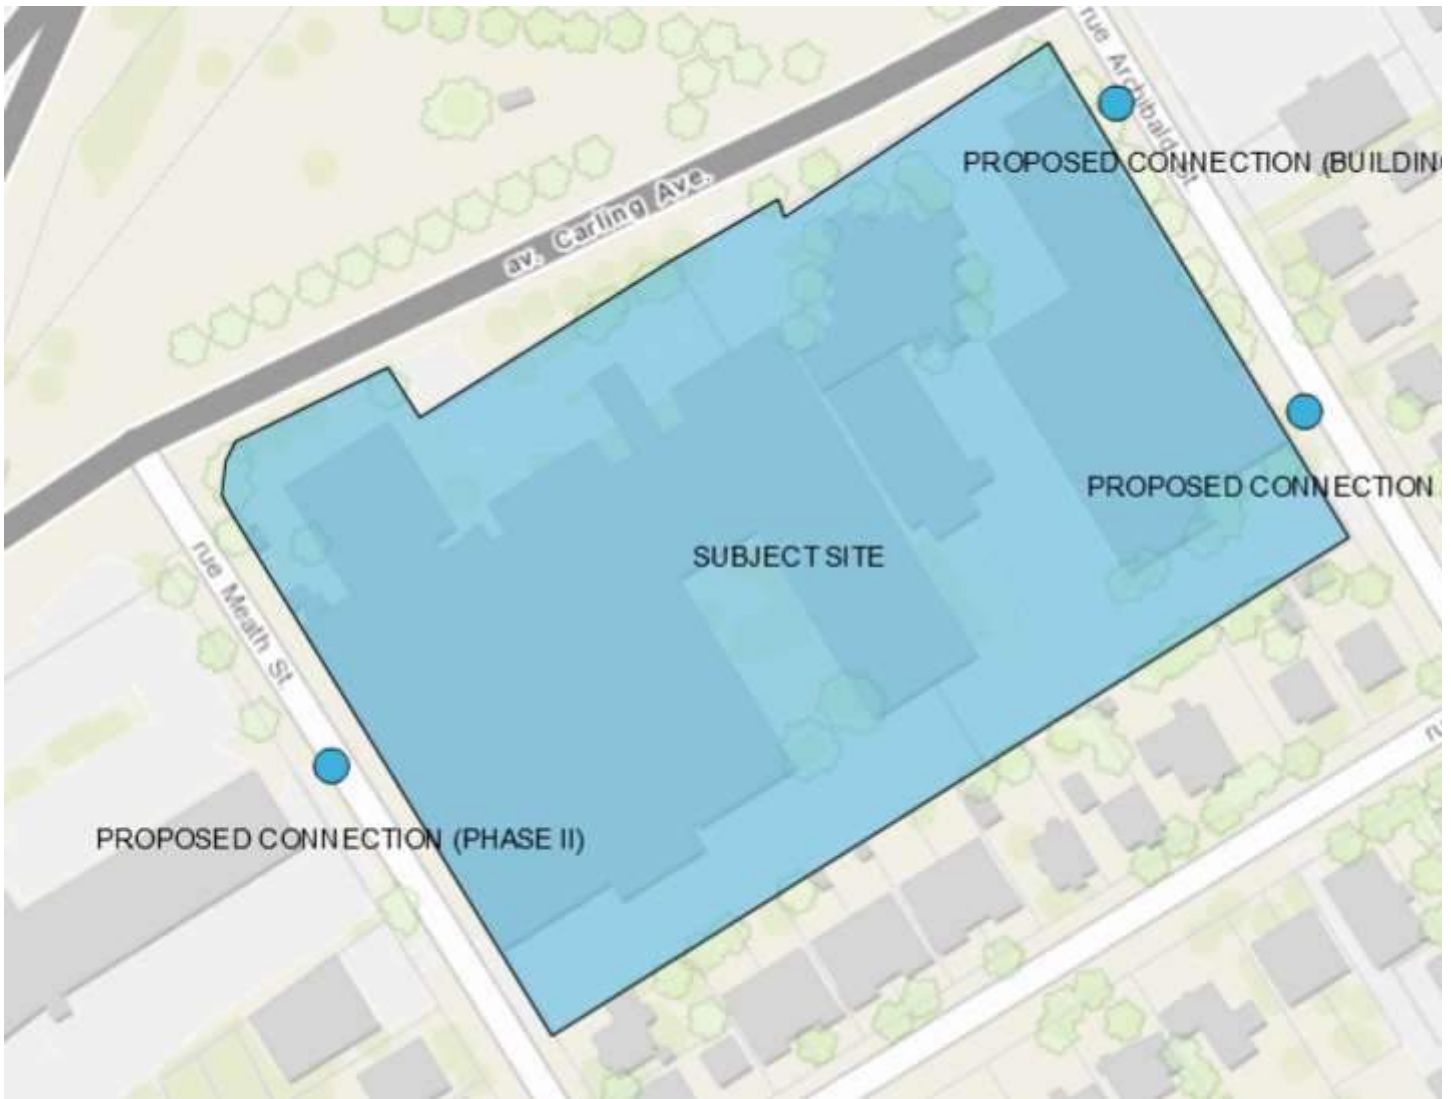 rue Archibald St
PROPOSED CONNECTION (BUILDIN
av. Carling Ave.
PROPOSED CONNECTION
SUBJECT SITE
rue Meath St
PROPOSED CONNECTION (PHASE II)